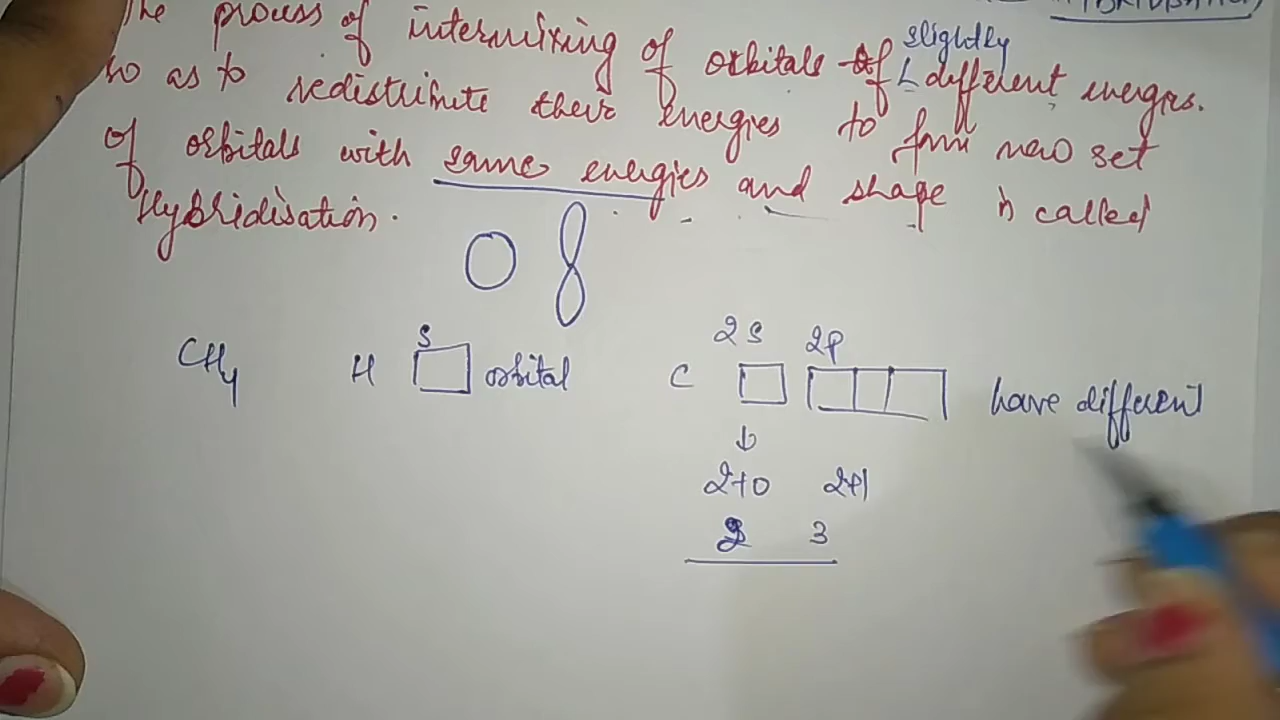 The process of intermixing of orbitals of slightly different energies.
so as to redistribute their energies to form new set
of orbitals with same energies and shape is called
Hybridisation.
CH4 H S orbital C 2s 2p have different
2+0 2+1
2 3